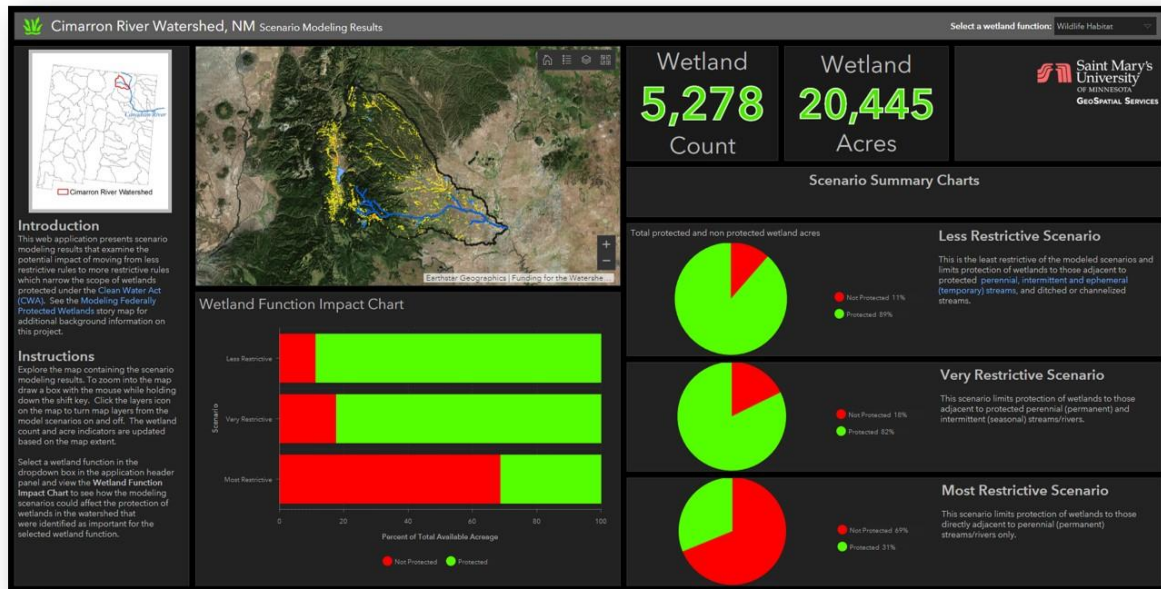 Cimarron River Watershed, NM Scenario Modeling Results
Select a wetland function: Wildlife Habitat
Cimarron River
Cimarron River Watershed
Introduction
This web application presents scenario
modeling results that examine the
potential impact of moving from less
restrictive rules to more restrictive rules
which narrow the scope of wetlands
protected under the Clean Water Act
(CWA). See the Modeling Federally
Protected Wetlands story map for
additional background information on
this project.
Instructions
Explore the map containing the scenario
modeling results. To zoom into the map
draw a box with the mouse while holding
down the shift key. Click the layers icon
on the map to turn map layers from the
model scenarios on and off. The wetland
count and acre indicators are updated
based on the map extent.
Select a wetland function in the
dropdown box in the application header
panel and view the Wetland Function
Impact Chart to see how the modeling
scenarios could affect the protection of
wetlands in the watershed that
were identified as important for the
selected wetland function.
+
−
Earthstar Geographics | Funding for the Watershe...
Wetland Function Impact Chart
Scenario
Less Restrictive
Very Restrictive
Most Restrictive
0 20 40 60 80 100
Percent of Total Available Acreage
Not Protected Protected
Wetland
5,278
Count
Wetland
20,445
Acres
Saint Mary's
University
OF MINNESOTA
GEOSPATIAL SERVICES
Scenario Summary Charts
Total protected and non protected wetland acres
Not Protected 11%
Protected 89%
Less Restrictive Scenario
This is the least restrictive of the modeled scenarios and
limits protection of wetlands to those adjacent to
protected perennial, intermittent and ephemeral
(temporary) streams, and ditched or channelized
streams.
Not Protected 18%
Protected 82%
Very Restrictive Scenario
This scenario limits protection of wetlands to those
adjacent to protected perennial (permanent) and
intermittent (seasonal) streams/rivers.
Not Protected 69%
Protected 31%
Most Restrictive Scenario
This scenario limits protection of wetlands to those
directly adjacent to perennial (permanent)
streams/rivers only.